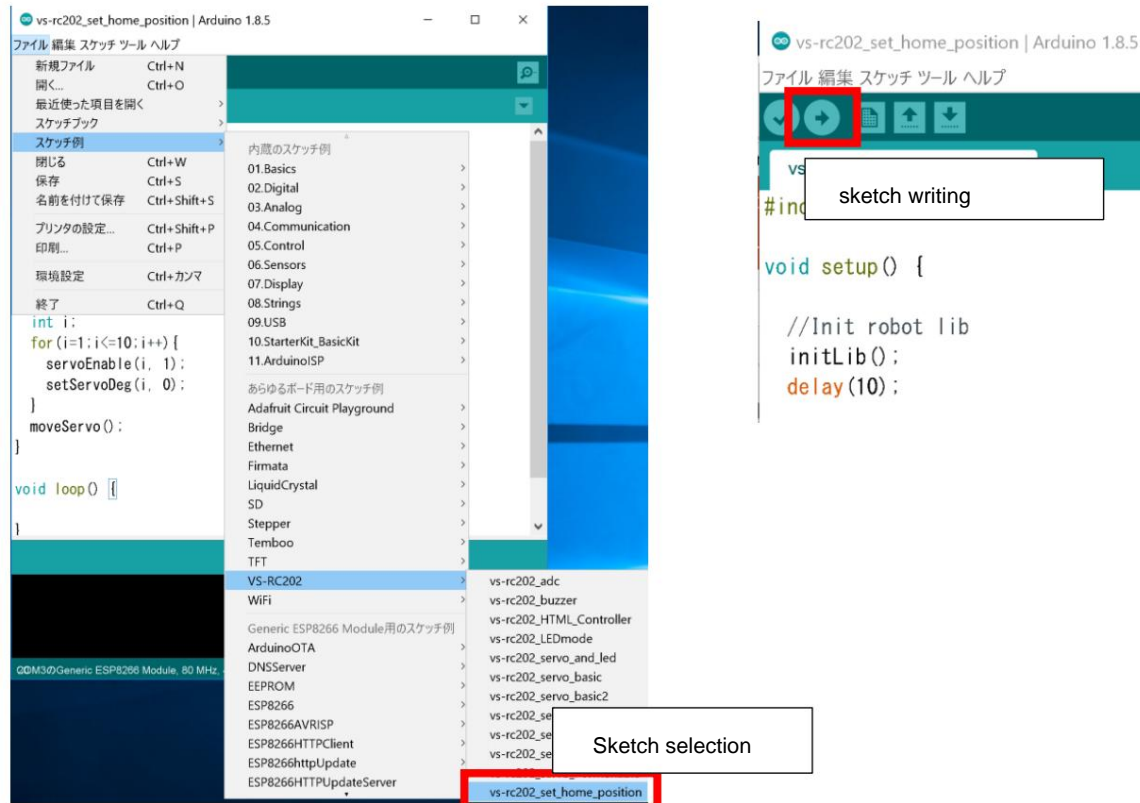 vs-rc202_set_home_position | Arduino 1.8.5
ファイル 編集 スケッチ ツール ヘルプ
新規ファイル Ctrl+N
開く... Ctrl+O
最近使った項目を開く
スケッチブック
スケッチ例
閉じる Ctrl+W
保存 Ctrl+S
名前を付けて保存 Ctrl+Shift+S
プリンタの設定... Ctrl+Shift+P
印刷... Ctrl+P
環境設定 Ctrl+カンマ
終了 Ctrl+Q
int i;
for(i=1;i<=10;i++){
servoEnable(i, 1);
setServoDeg(i, 0);
}
moveServo();
}
void loop() {
}
Generic ESP8266 Module, 80 MHz,
内蔵のスケッチ例
01.Basics
02.Digital
03.Analog
04.Communication
05.Control
06.Sensors
07.Display
08.Strings
09.USB
10.StarterKit_BasicKit
11.ArduinoISP
あらゆるボード用のスケッチ例
Adafruit Circuit Playground
Bridge
Ethernet
Firmata
LiquidCrystal
SD
Stepper
Temboo
TFT
VS-RC202
WiFi
Generic ESP8266 Module用のスケッチ例
ArduinoOTA
DNSServer
EEPROM
ESP8266
ESP8266AVRISP
ESP8266HTTPClient
ESP8266httpUpdate
ESP8266HTTPUpdateServer
vs-rc202_adc
vs-rc202_buzzer
vs-rc202_HTML_Controller
vs-rc202_LEDmode
vs-rc202_servo_and_led
vs-rc202_servo_basic
vs-rc202_servo_basic2
vs-rc202_se
vs-rc202_se
vs-rc202_se
Sketch selection
vs-rc202_set_home_position
vs-rc202_set_home_position | Arduino 1.8.5
ファイル 編集 スケッチ ツール ヘルプ
vs
sketch writing
#inc
void setup() {
//Init robot lib
initLib();
delay(10);